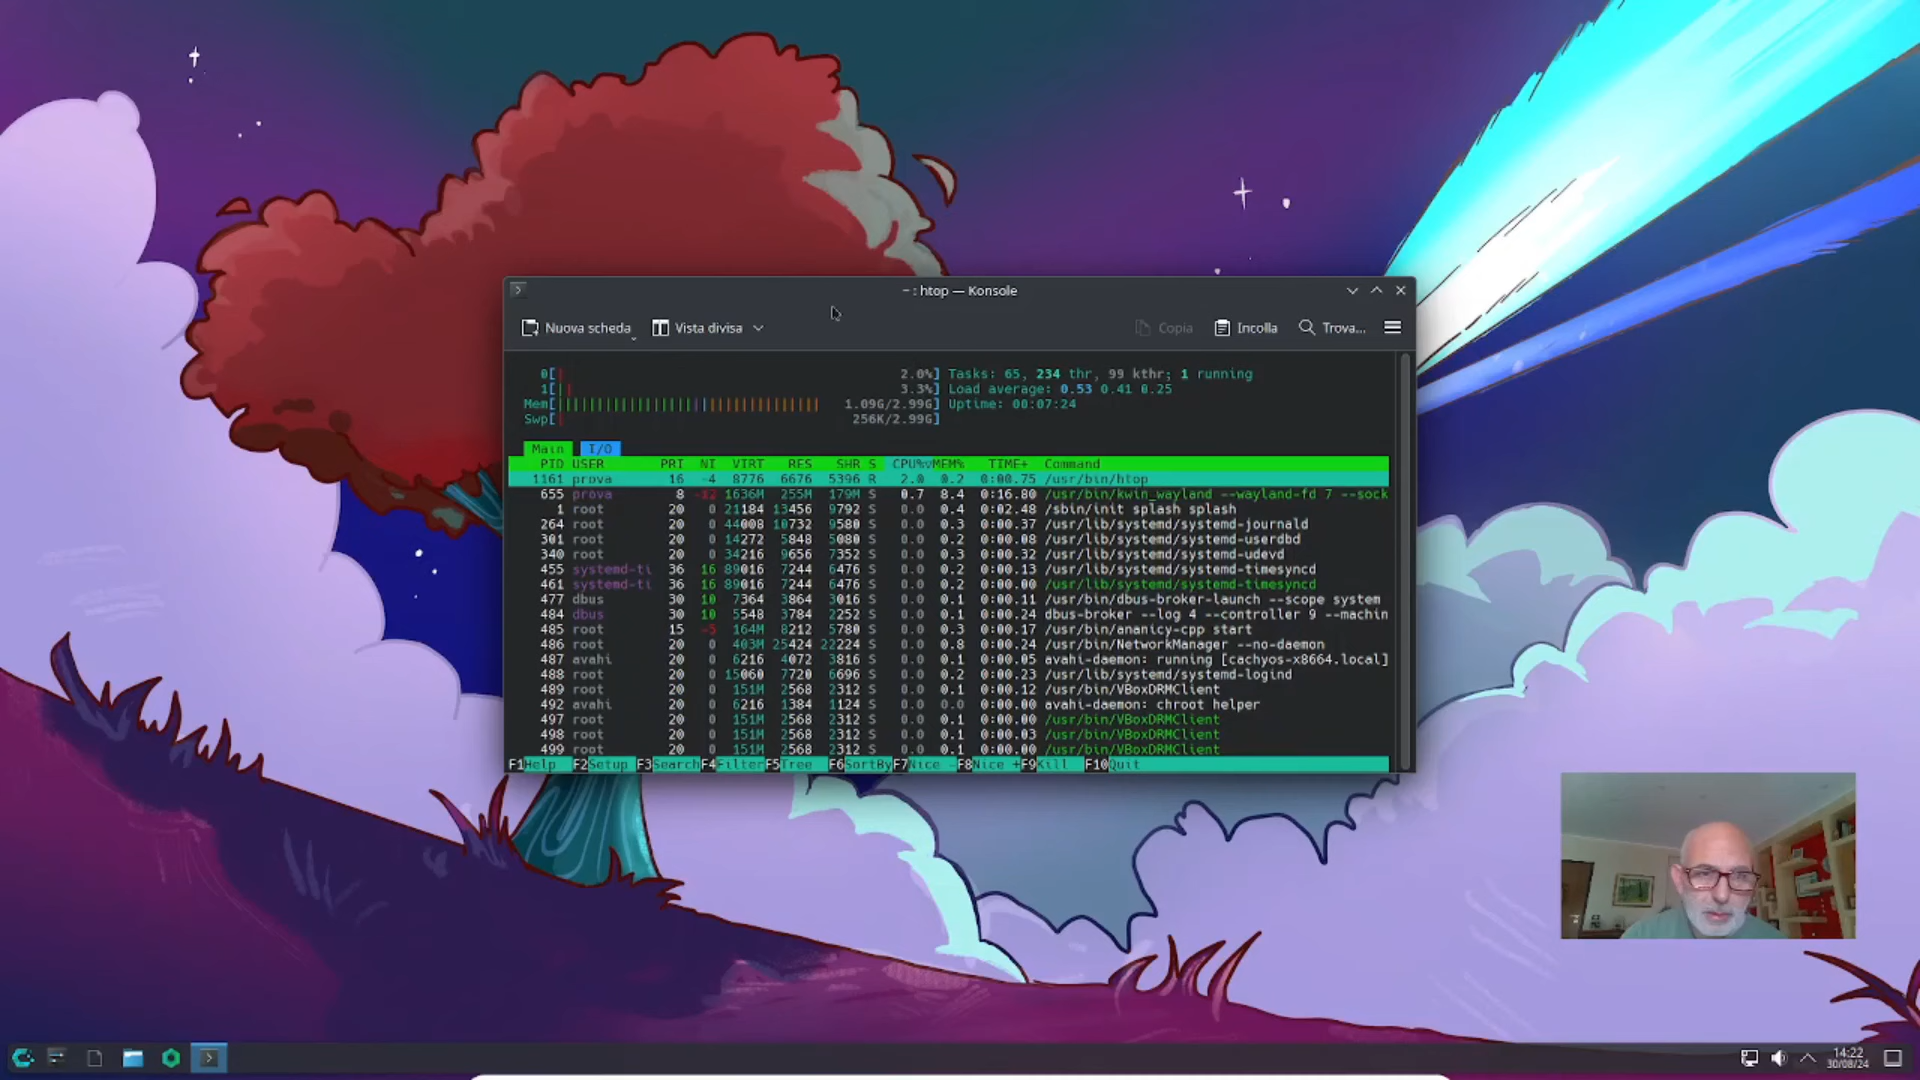 ~ : htop — Konsole
Nuova scheda Vista divisa Copia Incolla Trova...
0[ 2.0%] Tasks: 65, 234 thr, 99 kthr; 1 running
1[ 3.3%] Load average: 0.53 0.41 0.25
Mem[ 1.09G/2.99G] Uptime: 00:07:24
Swp[ 256K/2.99G]
Main I/O
PID USER PRI NI VIRT RES SHR S CPU%▽MEM% TIME+ Command
1161 prova 16 -4 8776 6676 5396 R 2.0 0.2 0:00.75 /usr/bin/htop
655 prova 8 -12 1636M 255M 179M S 0.7 8.4 0:16.80 /usr/bin/kwin_wayland --wayland-fd 7 --sock
1 root 20 0 21184 13456 9792 S 0.0 0.4 0:02.48 /sbin/init splash splash
264 root 20 0 44008 10732 9580 S 0.0 0.3 0:00.37 /usr/lib/systemd/systemd-journald
301 root 20 0 14272 5848 5080 S 0.0 0.2 0:00.08 /usr/lib/systemd/systemd-userdbd
340 root 20 0 34216 9656 7352 S 0.0 0.3 0:00.32 /usr/lib/systemd/systemd-udevd
455 systemd-ti 36 16 89016 7244 6476 S 0.0 0.2 0:00.13 /usr/lib/systemd/systemd-timesyncd
461 systemd-ti 36 16 89016 7244 6476 S 0.0 0.2 0:00.00 /usr/lib/systemd/systemd-timesyncd
477 dbus 30 10 7364 3864 3016 S 0.0 0.1 0:00.11 /usr/bin/dbus-broker-launch --scope system
484 dbus 30 10 5548 3784 2252 S 0.0 0.1 0:00.24 dbus-broker --log 4 --controller 9 --machin
485 root 15 -5 164M 8212 5780 S 0.0 0.3 0:00.17 /usr/bin/ananicy-cpp start
486 root 20 0 403M 25424 22224 S 0.0 0.8 0:00.24 /usr/bin/NetworkManager --no-daemon
487 avahi 20 0 6216 4072 3816 S 0.0 0.1 0:00.05 avahi-daemon: running [cachyos-x8664.local]
488 root 20 0 15060 7720 6696 S 0.0 0.2 0:00.23 /usr/lib/systemd/systemd-logind
489 root 20 0 151M 2568 2312 S 0.0 0.1 0:00.12 /usr/bin/VBoxDRMClient
492 avahi 20 0 6216 1384 1124 S 0.0 0.0 0:00.00 avahi-daemon: chroot helper
497 root 20 0 151M 2568 2312 S 0.0 0.1 0:00.00 /usr/bin/VBoxDRMClient
498 root 20 0 151M 2568 2312 S 0.0 0.1 0:00.03 /usr/bin/VBoxDRMClient
499 root 20 0 151M 2568 2312 S 0.0 0.1 0:00.00 /usr/bin/VBoxDRMClient
F1Help F2Setup F3SearchF4FilterF5Tree F6SortByF7Nice -F8Nice +F9Kill F10Quit
14:22
30/08/24